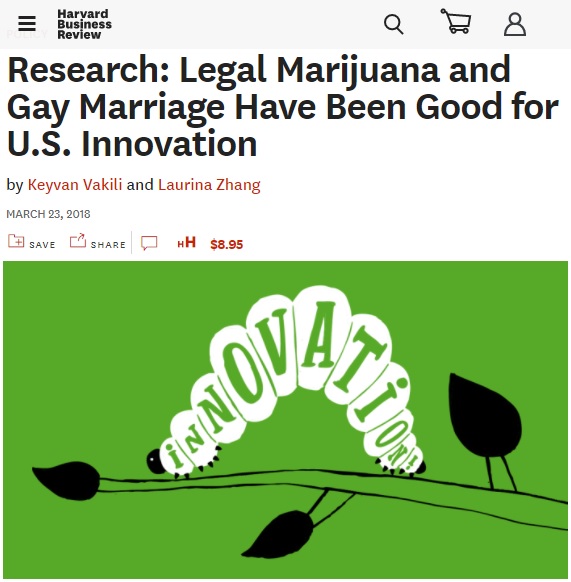 Harvard
Business
Review
Research: Legal Marijuana and
Gay Marriage Have Been Good for
U.S. Innovation
by Keyvan Vakili and Laurina Zhang
MARCH 23, 2018
SAVE SHARE HH $8.95
iNNOVATiON!